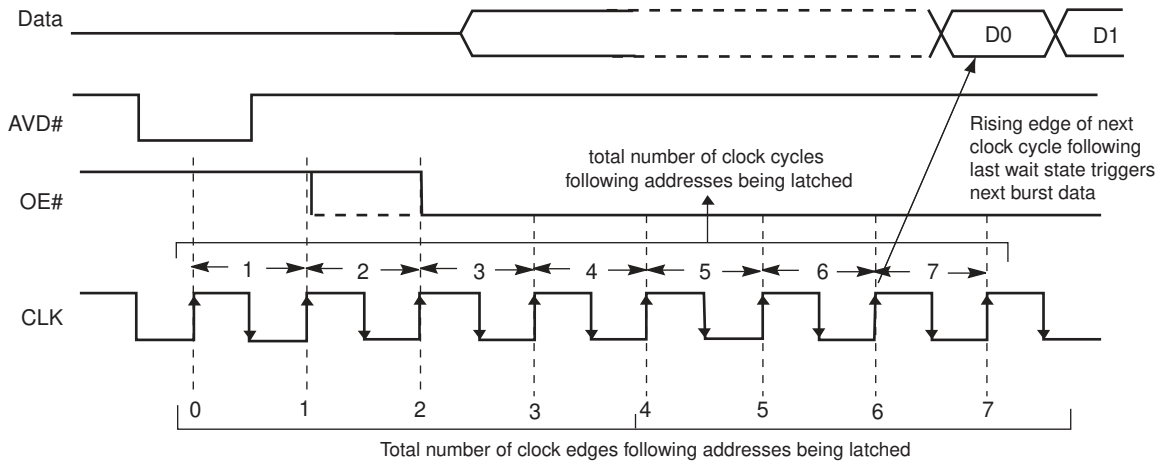 Data
D0
D1
AVD#
Rising edge of next
clock cycle following
last wait state triggers
next burst data
total number of clock cycles
following addresses being latched
OE#
1 2 3 4 5 6 7
CLK
0 1 2 3 4 5 6 7
Total number of clock edges following addresses being latched